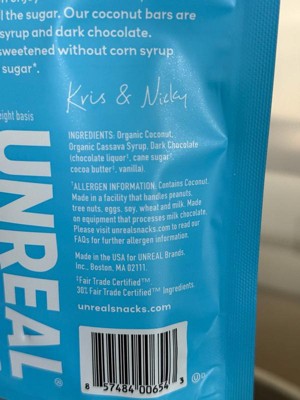 n enjoy
l the sugar. Our coconut bars are
syrup and dark chocolate.
sweetened without corn syrup
sugar*.
Kris & Nicky
ight basis
UNREAL®
INGREDIENTS: Organic Coconut,
Organic Cassava Syrup, Dark Chocolate
(chocolate liquor‡, cane sugar‡,
cocoa butter‡, vanilla).
†ALLERGEN INFORMATION: Contains Coconut.
Made in a facility that handles peanuts,
tree nuts, eggs, soy, wheat and milk. Made
on equipment that processes milk chocolate.
Please visit unrealsnacks.com to read our
FAQs for further allergen information.
Made in the USA for UNREAL Brands
Inc., Boston, MA 02111.
‡Fair Trade Certified™
30% Fair Trade Certified™ Ingredients
unrealsnacks.com
8 57484 00654 3